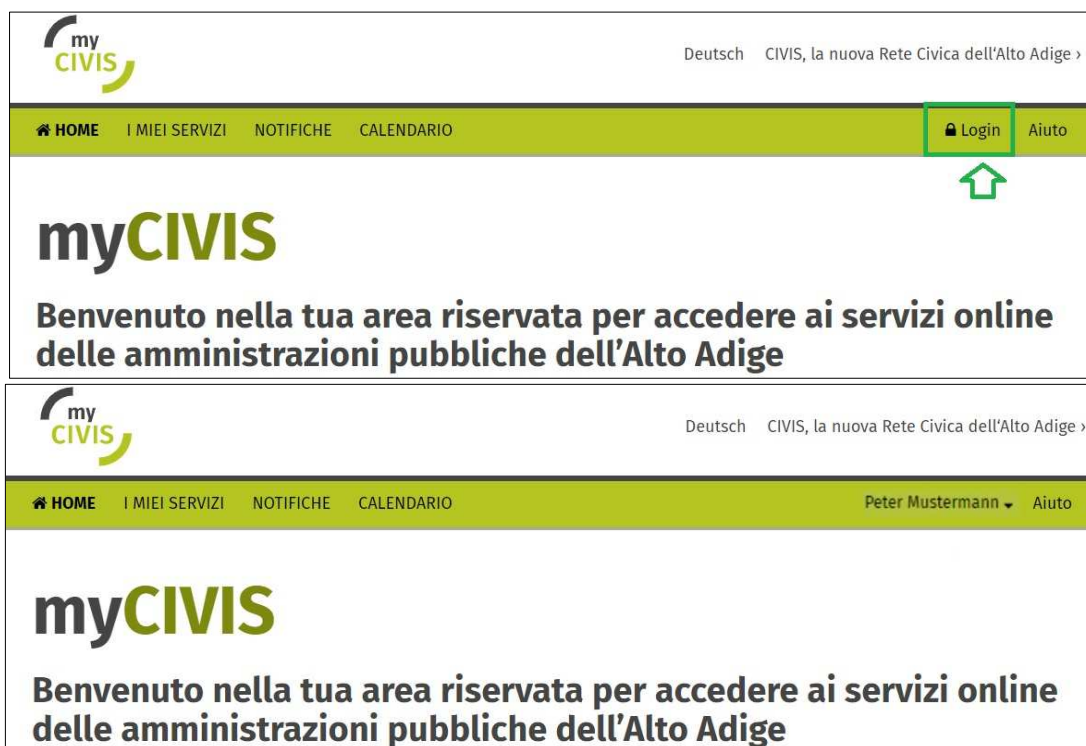 my
CIVIS
Deutsch CIVIS, la nuova Rete Civica dell‘Alto Adige ›
HOME I MIEI SERVIZI NOTIFICHE CALENDARIO Login Aiuto
myCIVIS
Benvenuto nella tua area riservata per accedere ai servizi online
delle amministrazioni pubbliche dell’Alto Adige
my
CIVIS
Deutsch CIVIS, la nuova Rete Civica dell‘Alto Adige ›
HOME I MIEI SERVIZI NOTIFICHE CALENDARIO Peter Mustermann Aiuto
myCIVIS
Benvenuto nella tua area riservata per accedere ai servizi online
delle amministrazioni pubbliche dell’Alto Adige